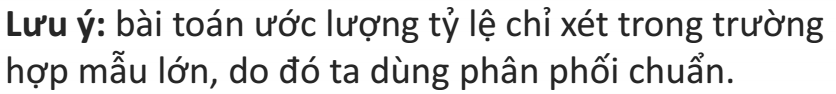 Lưu ý: bài toán ước lượng tỷ lệ chỉ xét trong trường
hợp mẫu lớn, do đó ta dùng phân phối chuẩn.